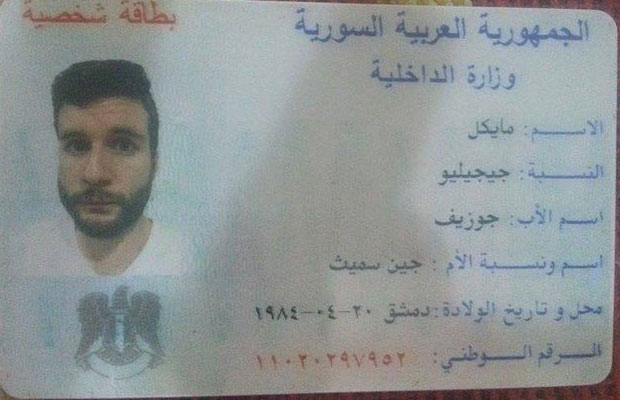 بطاقة شخصية
الجمهورية العربية السورية
وزارة الداخلية
الاسم: مايكل
النسبة: جيجيليو
اسم الأب: جوزيف
اسم ونسبة الأم: جين سميث
محل و تاريخ الولادة: دمشق ٢٠-٠٤-١٩٨٤
الرقم الوطني: ١١٠٢٠٢٩٧٩٥٢